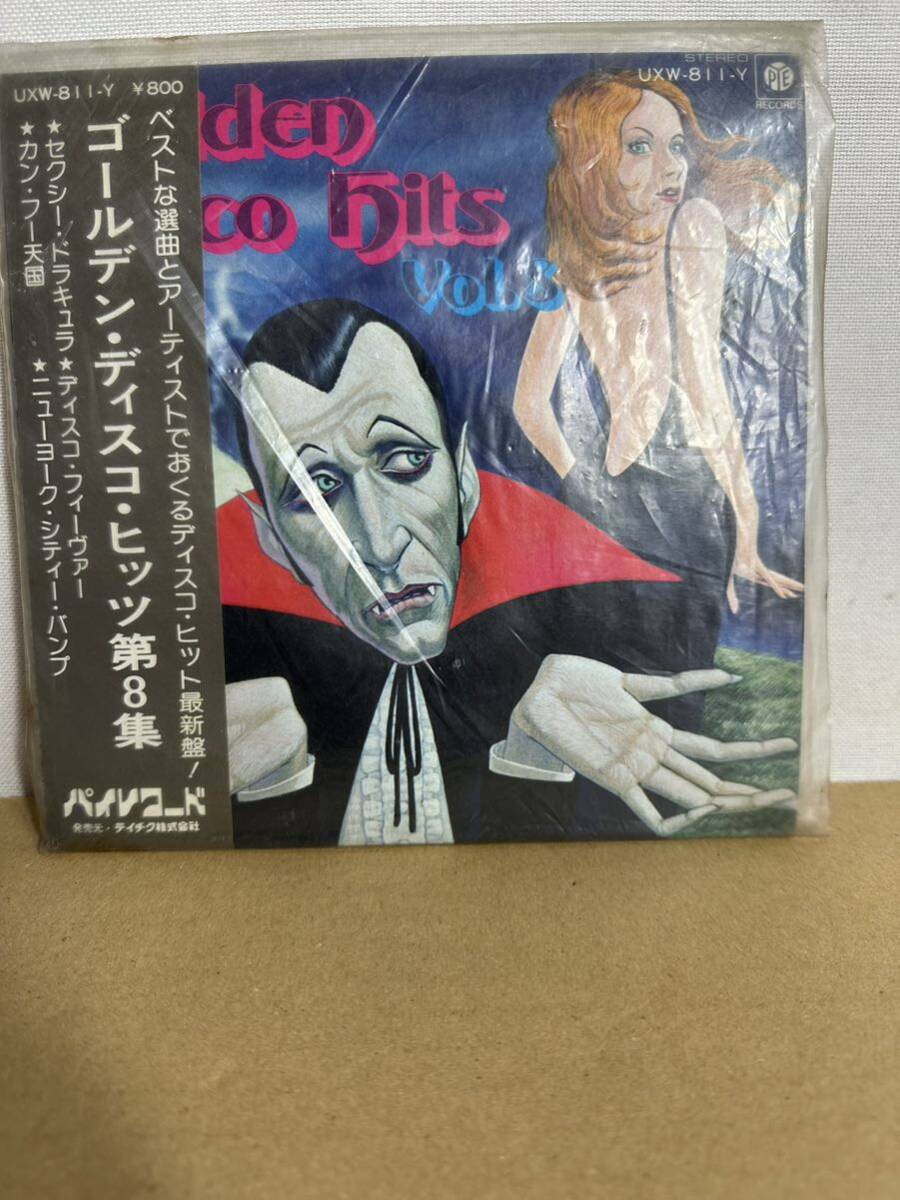 UXW-811-Y ¥800
ベストな選曲とアーティストでおくるディスコ・ヒット最新盤!
ゴールデン・ディスコ・ヒッツ第8集
★セクシー・ドラキュラ★ディスコ・フィーヴァー
★カン・フー天国 ★ニューヨーク・シティー・バンプ
パイレコード
発売元・テイチク株式会社
lden
co Hits
Vol.8
STEREO
UXW-811-Y
PYE
RECORDS